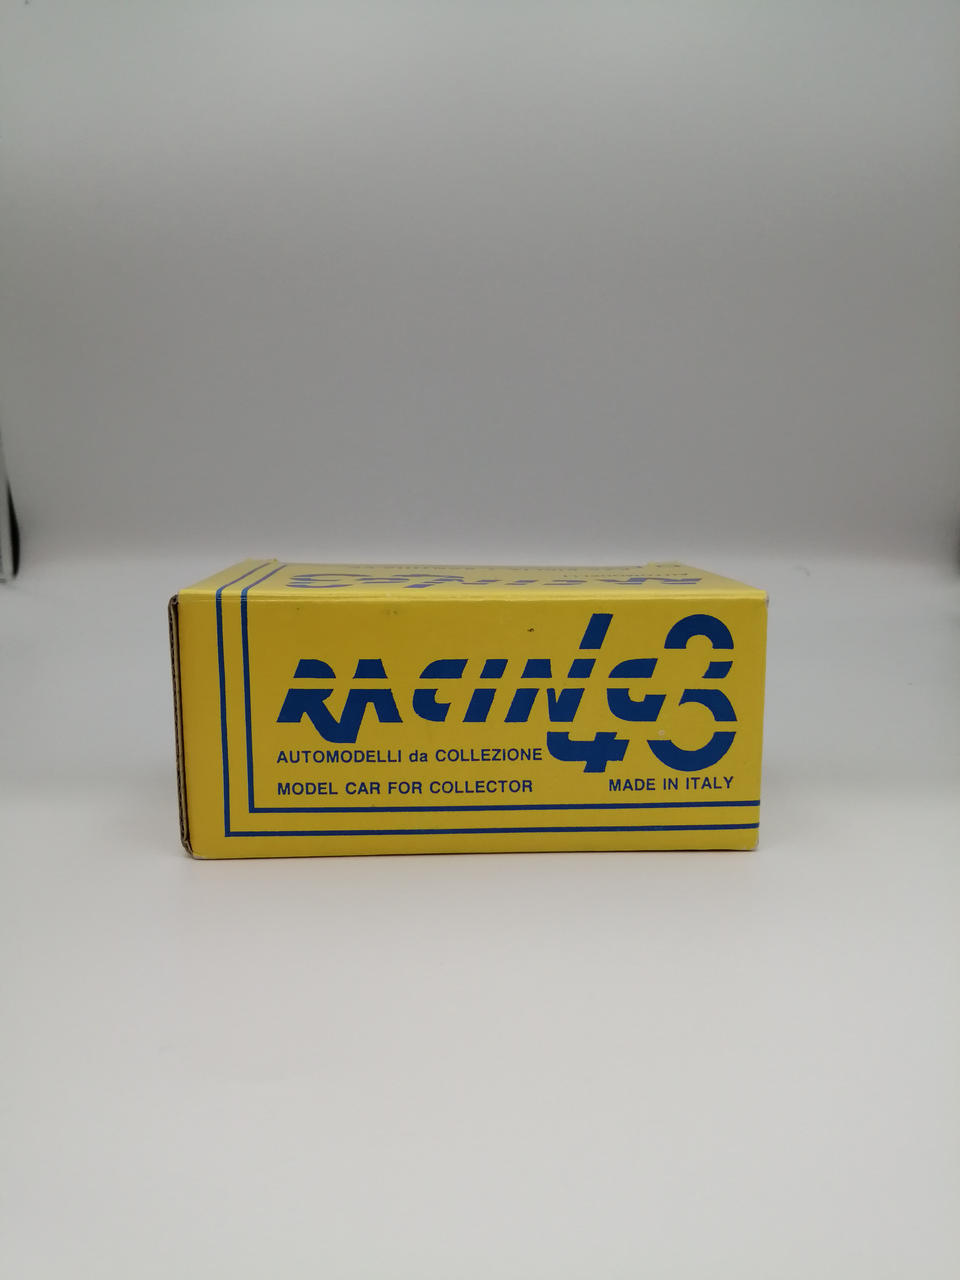 RACING 43
AUTOMODELLI da COLLEZIONE
MODEL CAR FOR COLLECTOR
MADE IN ITALY